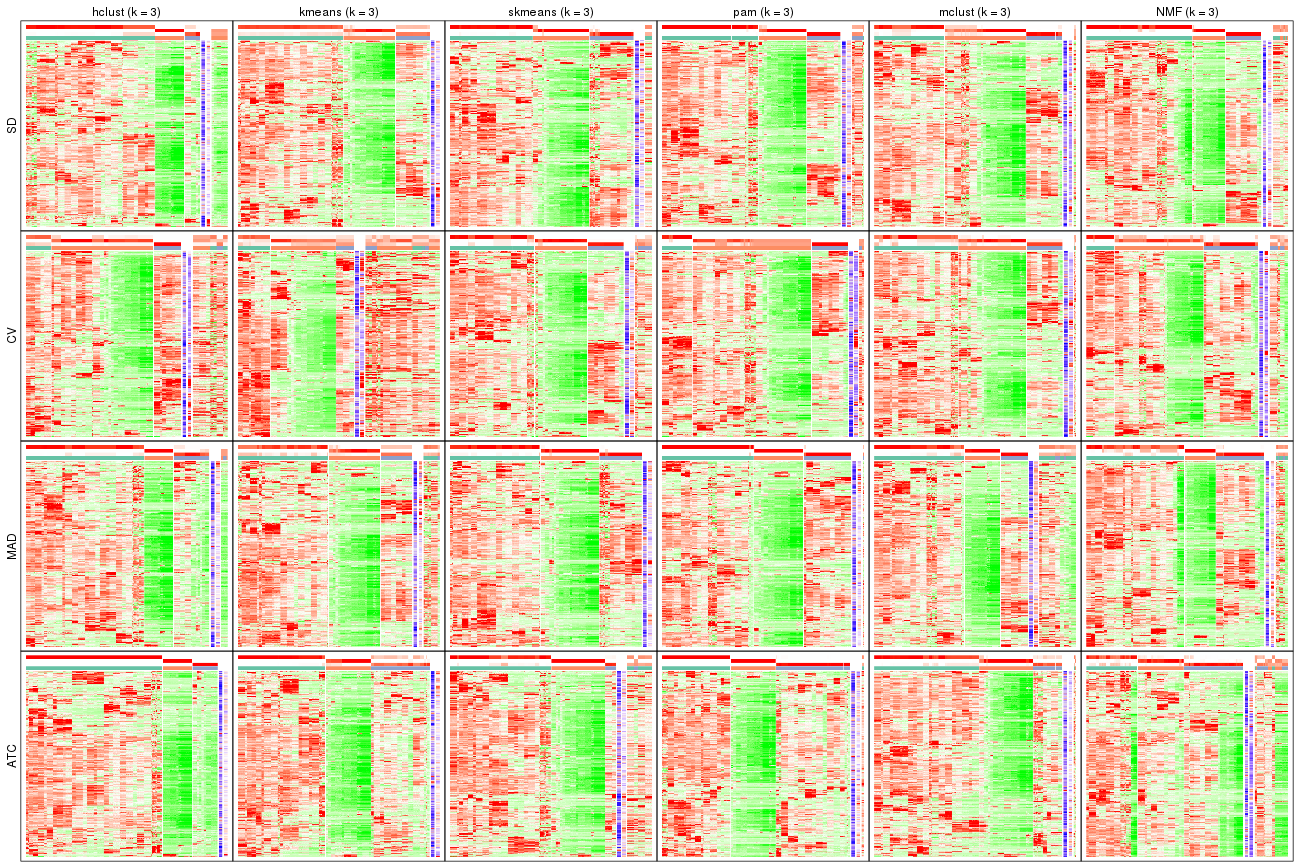 hclust (k = 3) kmeans (k = 3) skmeans (k = 3) pam (k = 3) mclust (k = 3) NMF (k = 3)
SD
CV
MAD
ATC